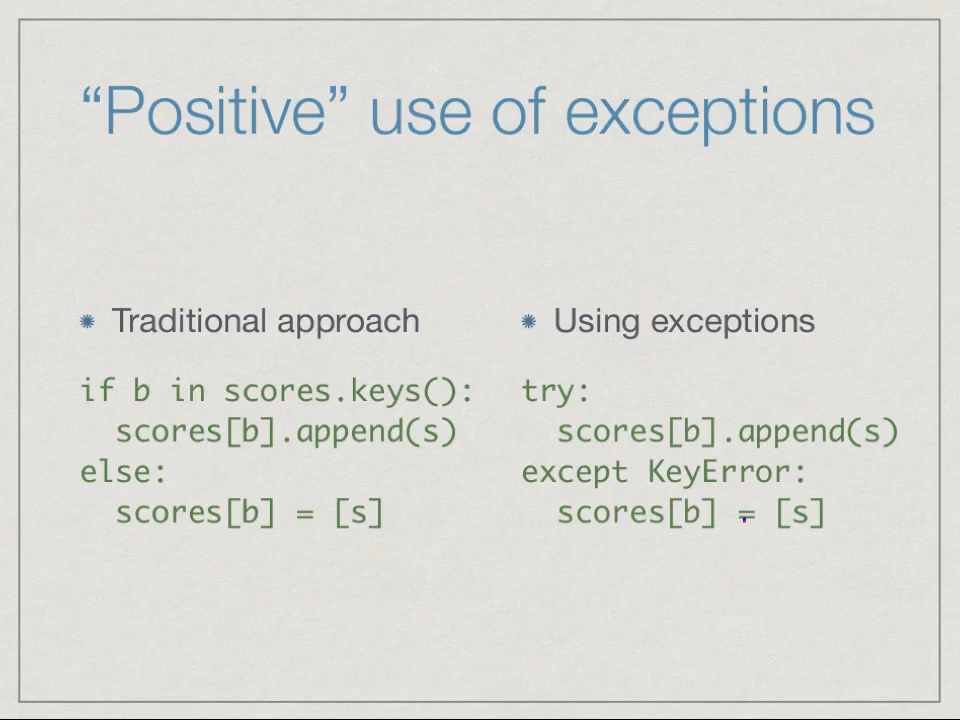 “Positive” use of exceptions
Traditional approach
if b in scores.keys():
  scores[b].append(s)
else:
  scores[b] = [s]
Using exceptions
try:
  scores[b].append(s)
except KeyError:
  scores[b] = [s]